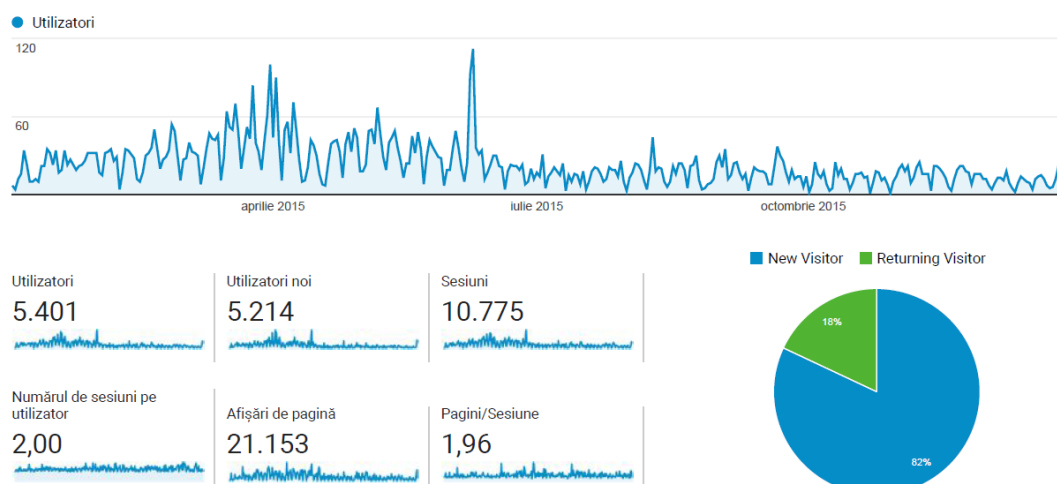 Utilizatori
120
60
aprilie 2015
iulie 2015
octombrie 2015
New Visitor
Returning Visitor
Utilizatori
5.401
Utilizatori noi
5.214
Sesiuni
10.775
18%
Numărul de sesiuni pe
utilizator
2,00
Afișări de pagină
21.153
Pagini/Sesiune
1,96
82%